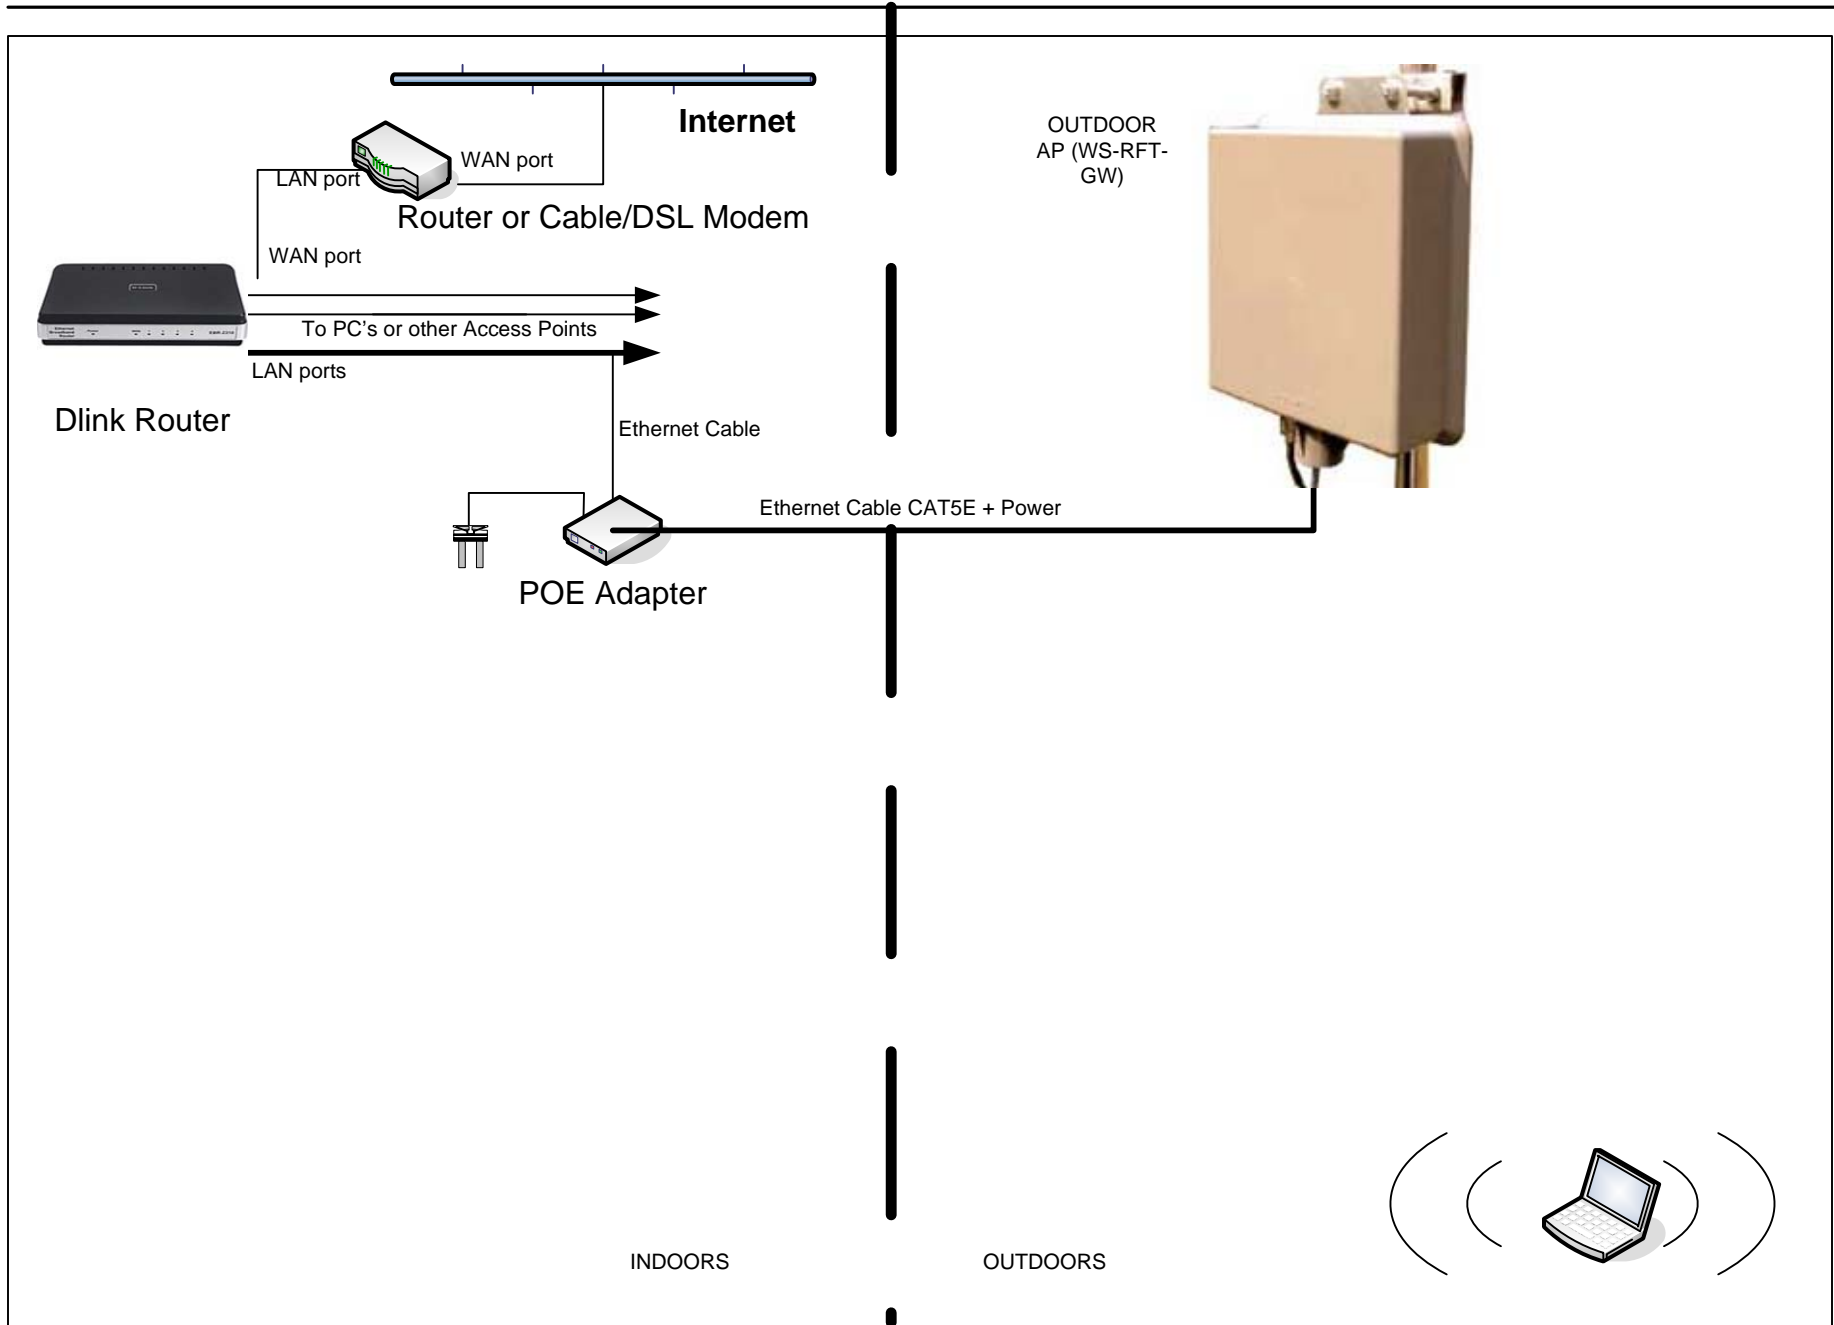 Internet
OUTDOOR
AP (WS-RFT-
GW)
WAN port
LAN port
Router or Cable/DSL Modem
WAN port
To PC's or other Access Points
LAN ports
Dlink Router
Ethernet Cable
Ethernet Cable CAT5E + Power
POE Adapter
INDOORS
OUTDOORS